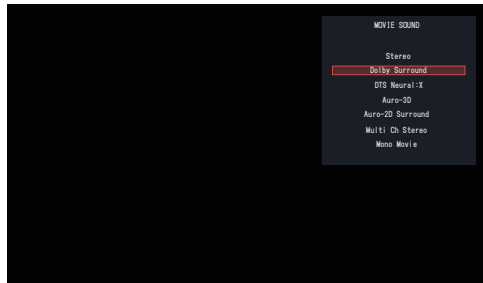 MOVIE SOUND
Stereo
Dolby Surround
DTS Neural:X
Auro-3D
Auro-2D Surround
Multi Ch Stereo
Mono Movie